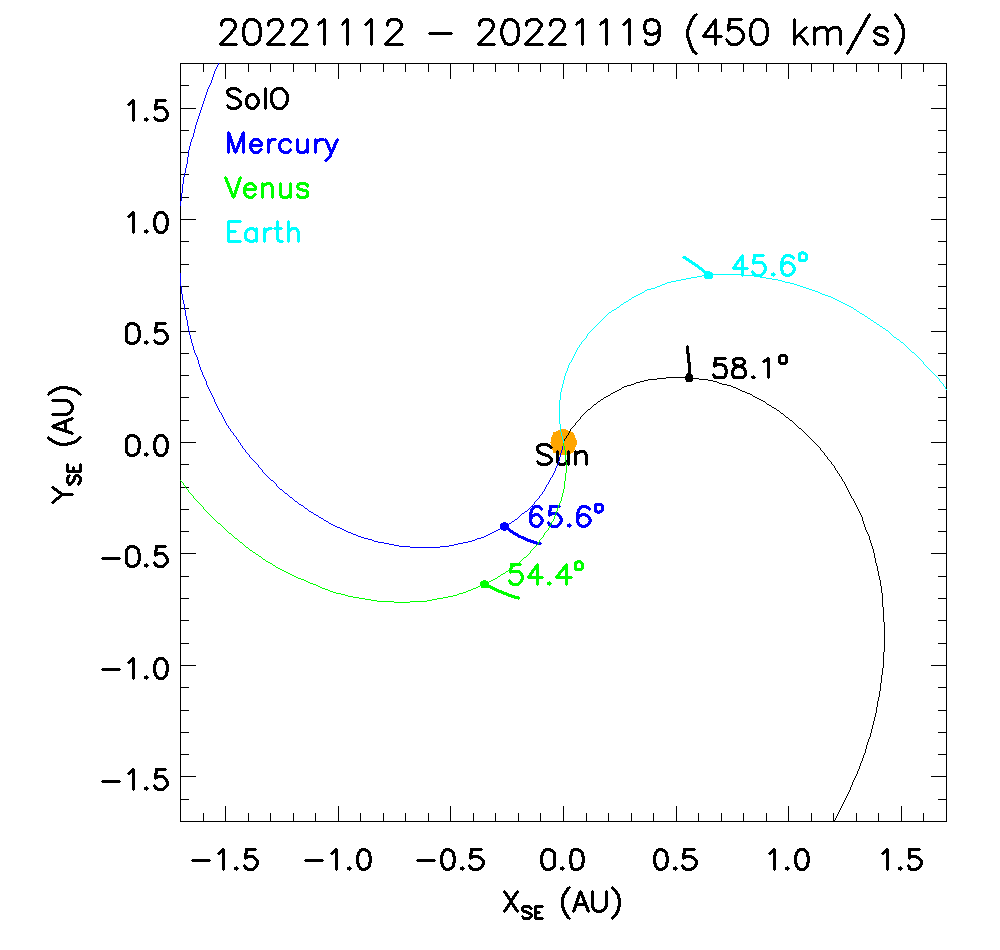 20221112 − 20221119 (450 km/s)
SolO
Mercury
Venus
Earth
1.5
1.0
0.5
0.0
−0.5
−1.0
−1.5
Y_SE (AU)
45.6°
58.1°
Sun
65.6°
54.4°
−1.5 −1.0 −0.5 0.0 0.5 1.0 1.5
X_SE (AU)